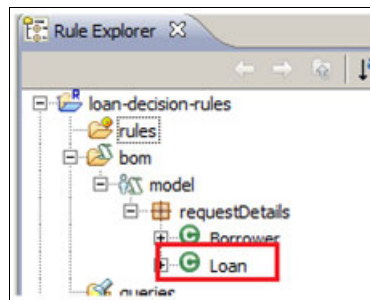 Rule Explorer
loan-decision-rules
rules
bom
model
requestDetails
Borrower
Loan
queries